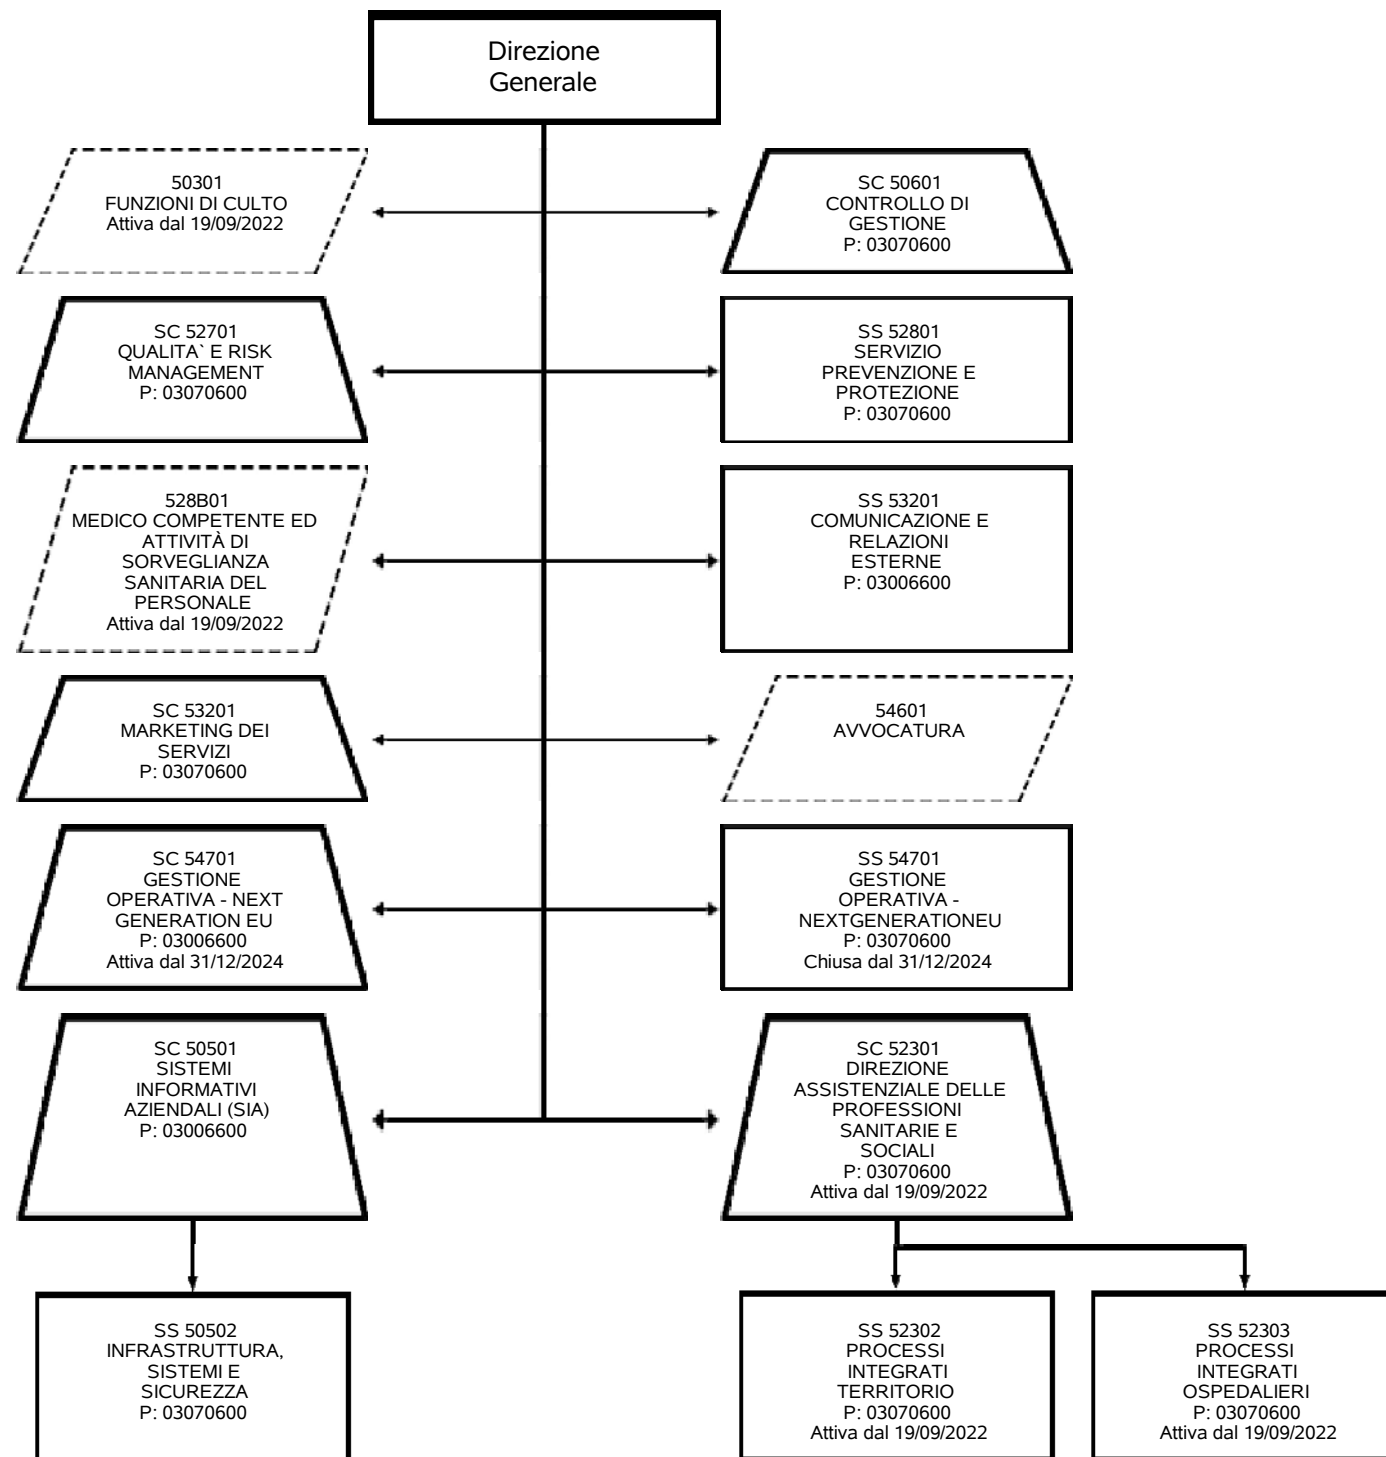 Direzione
Generale
50301
FUNZIONI DI CULTO
Attiva dal 19/09/2022
SC 50601
CONTROLLO DI
GESTIONE
P: 03070600
SC 52701
QUALITA` E RISK
MANAGEMENT
P: 03070600
SS 52801
SERVIZIO
PREVENZIONE E
PROTEZIONE
P: 03070600
528B01
MEDICO COMPETENTE ED
ATTIVITÀ DI
SORVEGLIANZA
SANITARIA DEL
PERSONALE
Attiva dal 19/09/2022
SS 53201
COMUNICAZIONE E
RELAZIONI
ESTERNE
P: 03006600
SC 53201
MARKETING DEI
SERVIZI
P: 03070600
54601
AVVOCATURA
SC 54701
GESTIONE
OPERATIVA - NEXT
GENERATION EU
P: 03006600
Attiva dal 31/12/2024
SS 54701
GESTIONE
OPERATIVA -
NEXTGENERATIONEU
P: 03070600
Chiusa dal 31/12/2024
SC 50501
SISTEMI
INFORMATIVI
AZIENDALI (SIA)
P: 03006600
SC 52301
DIREZIONE
ASSISTENZIALE DELLE
PROFESSIONI
SANITARIE E
SOCIALI
P: 03070600
Attiva dal 19/09/2022
SS 50502
INFRASTRUTTURA,
SISTEMI E
SICUREZZA
P: 03070600
SS 52302
PROCESSI
INTEGRATI
TERRITORIO
P: 03070600
Attiva dal 19/09/2022
SS 52303
PROCESSI
INTEGRATI
OSPEDALIERI
P: 03070600
Attiva dal 19/09/2022